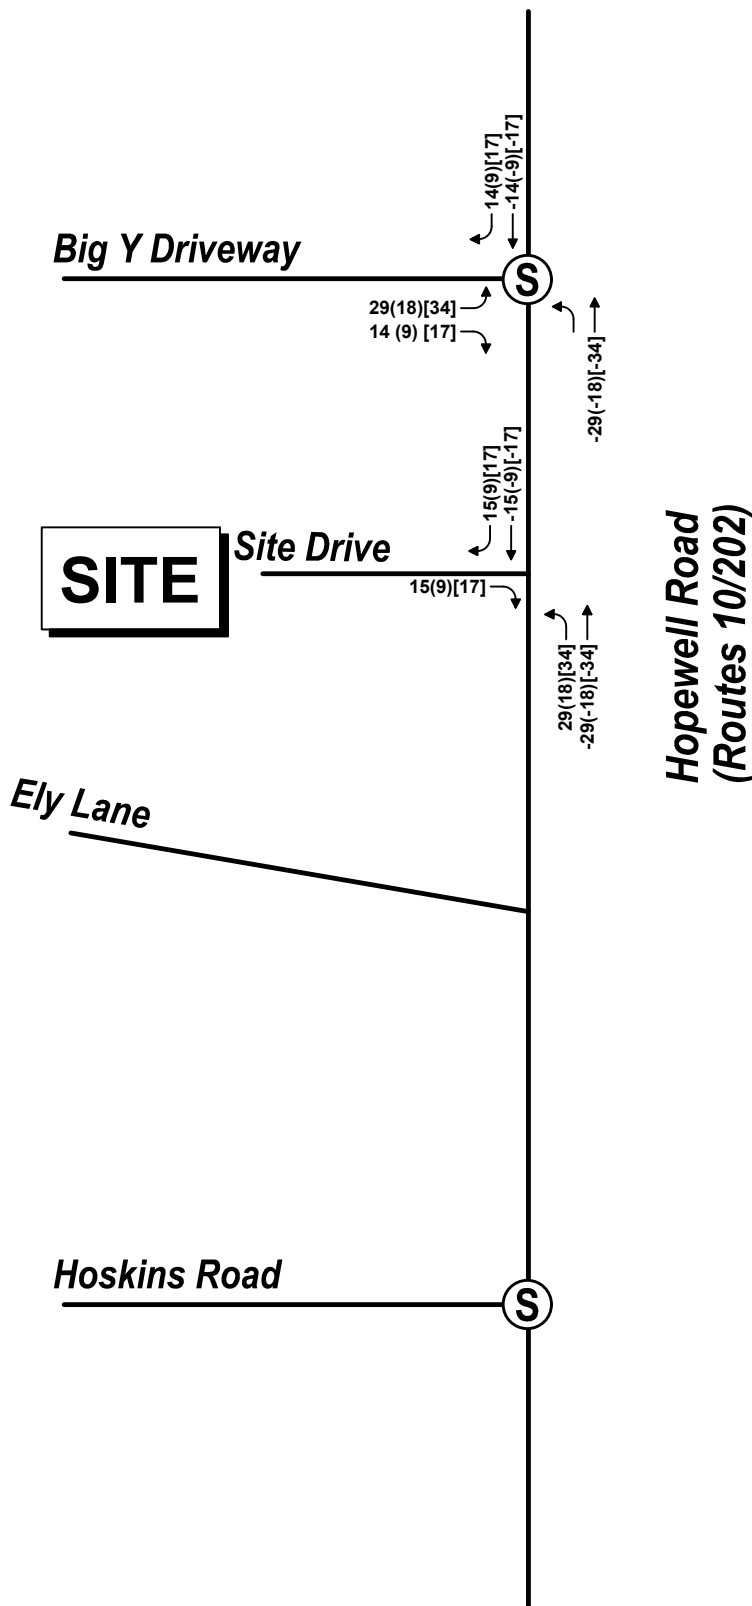 14(9)[17]
-14(-9)[-17]
Big Y Driveway
S
29(18)[34]
14 (9) [17]
-29(-18)[-34]
15(9)[17]
-15(-9)[-17]
SITE
Site Drive
15(9)[17]
29(18)[34]
-29(-18)[-34]
Hopewell Road
(Routes 10/202)
Ely Lane
Hoskins Road
S